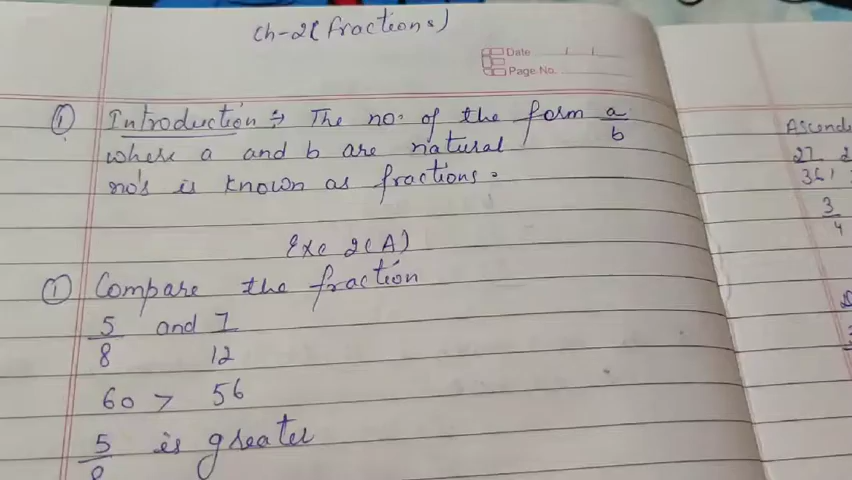 Ch-2(Fractions)
Date
Page No.
① Introduction ⇒ The no. of the form a/b
where a and b are natural
no's is known as fractions.
Exe 2(A)
① Compare the fraction
5/8 and 7/12
60 > 56
5/8 is greater
Ascend
27
361
3/4